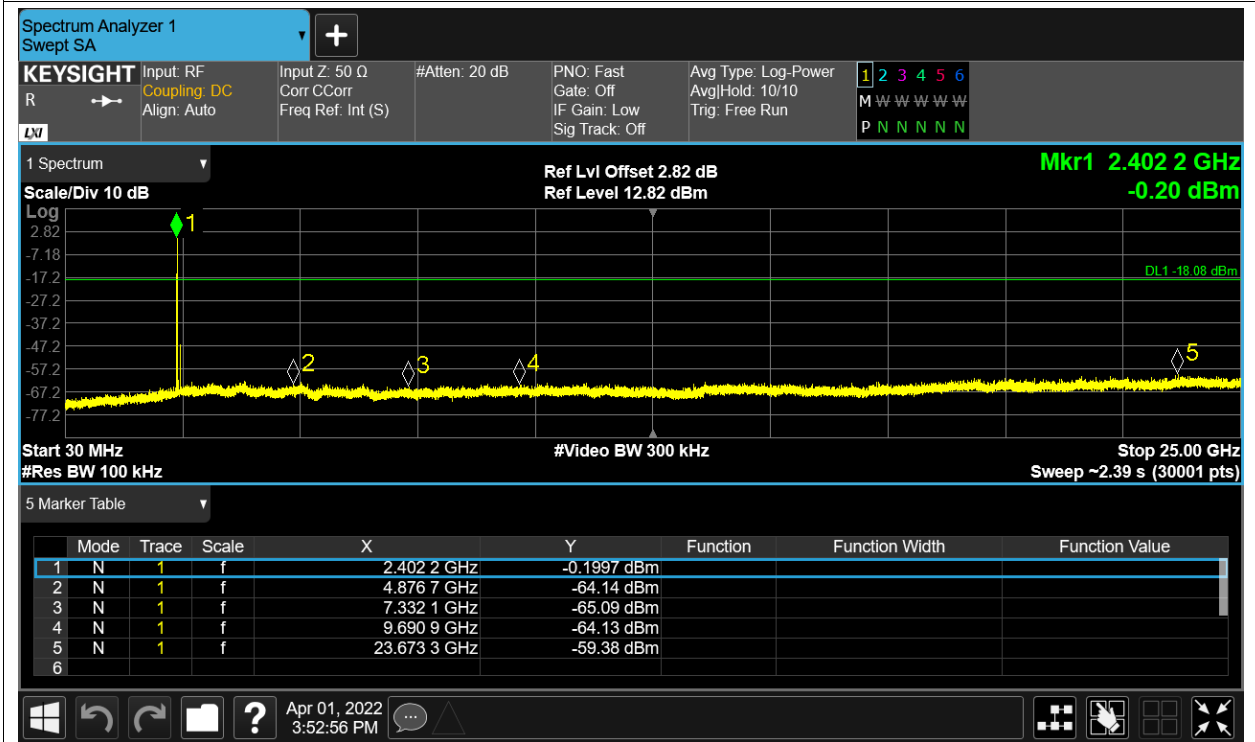 Spectrum Analyzer 1
Swept SA
KEYSIGHT
R
LXI
Input: RF
Coupling: DC
Align: Auto
Input Z: 50 Ω
Corr CCorr
Freq Ref: Int (S)
#Atten: 20 dB
PNO: Fast
Gate: Off
IF Gain: Low
Sig Track: Off
Avg Type: Log-Power
Avg|Hold: 10/10
Trig: Free Run
1 2 3 4 5 6
M W W W W W
P N N N N N
1 Spectrum
Scale/Div 10 dB
Ref Lvl Offset 2.82 dB
Ref Level 12.82 dBm
Mkr1 2.402 2 GHz
-0.20 dBm
Log
2.82
-7.18
-17.2
-27.2
-37.2
-47.2
-57.2
-67.2
-77.2
1
2
3
4
5
DL1 -18.08 dBm
Start 30 MHz
#Video BW 300 kHz
Stop 25.00 GHz
#Res BW 100 kHz
Sweep ~2.39 s (30001 pts)
5 Marker Table
Mode Trace Scale X Y Function Function Width Function Value
1 N 1 f 2.402 2 GHz -0.1997 dBm
2 N 1 f 4.876 7 GHz -64.14 dBm
3 N 1 f 7.332 1 GHz -65.09 dBm
4 N 1 f 9.690 9 GHz -64.13 dBm
5 N 1 f 23.673 3 GHz -59.38 dBm
6
?
Apr 01, 2022
3:52:56 PM